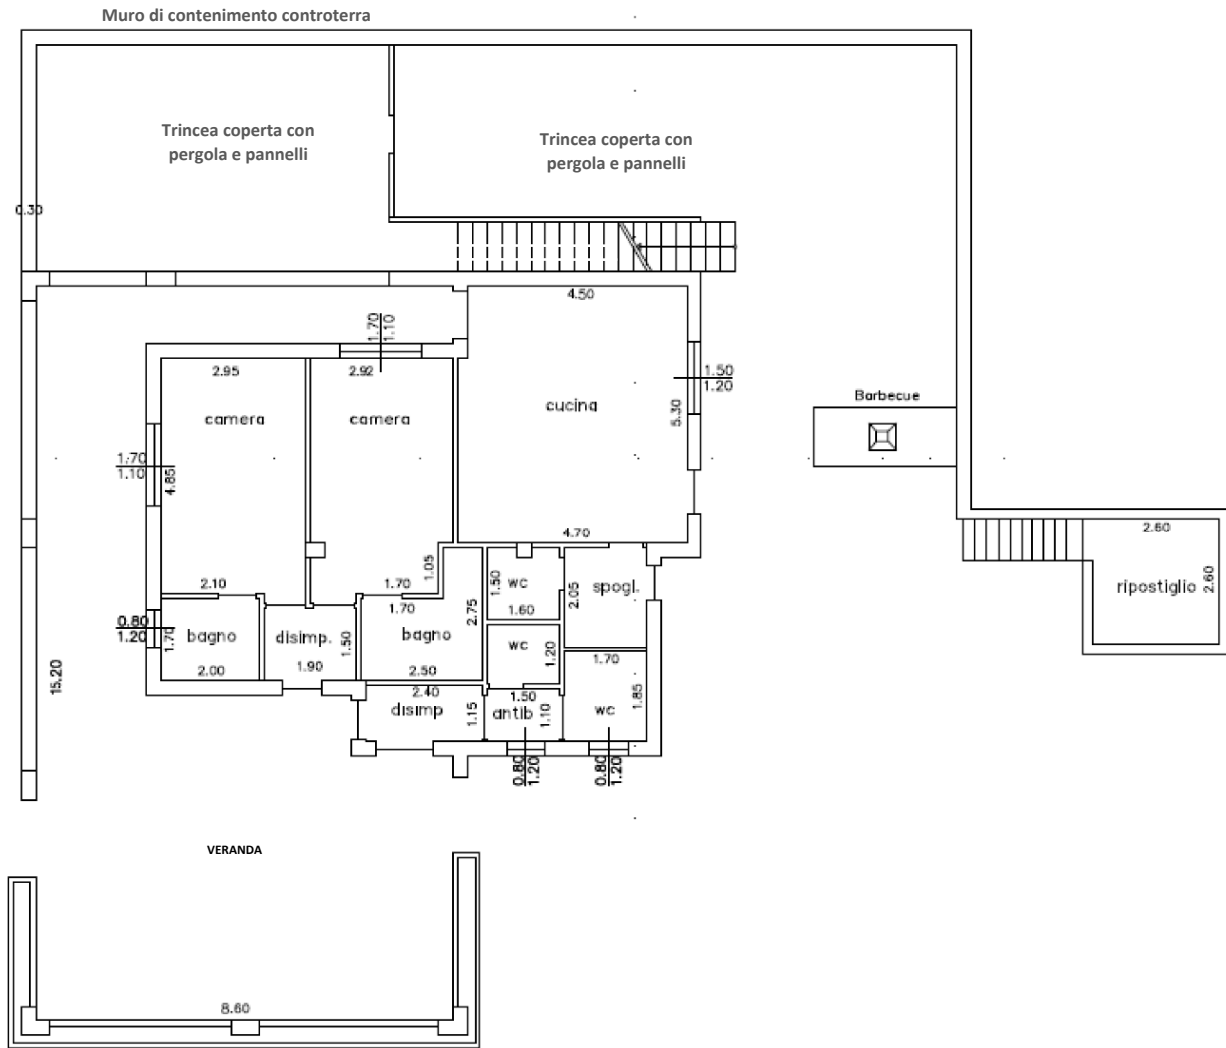 Muro di contenimento controterra
Trincea coperta con
pergola e pannelli
Trincea coperta con
pergola e pannelli
0.30
4.50
1.70
1.10
2.95
2.92
1.50
1.20
camera
camera
cucina
5.30
Barbecue
1.70
1.10
4.85
4.70
2.60
2.10
1.70
1.05
1.50
wc
1.60
2.05
spogl.
ripostiglio
2.60
0.80
1.20
1.70
bagno
2.00
disimp.
1.50
1.90
1.70
bagno
2.75
2.50
wc
1.20
1.70
1.85
wc
15.20
2.40
disimp
1.15
1.50
antib
1.10
0.80
1.20
0.80
1.20
VERANDA
8.60